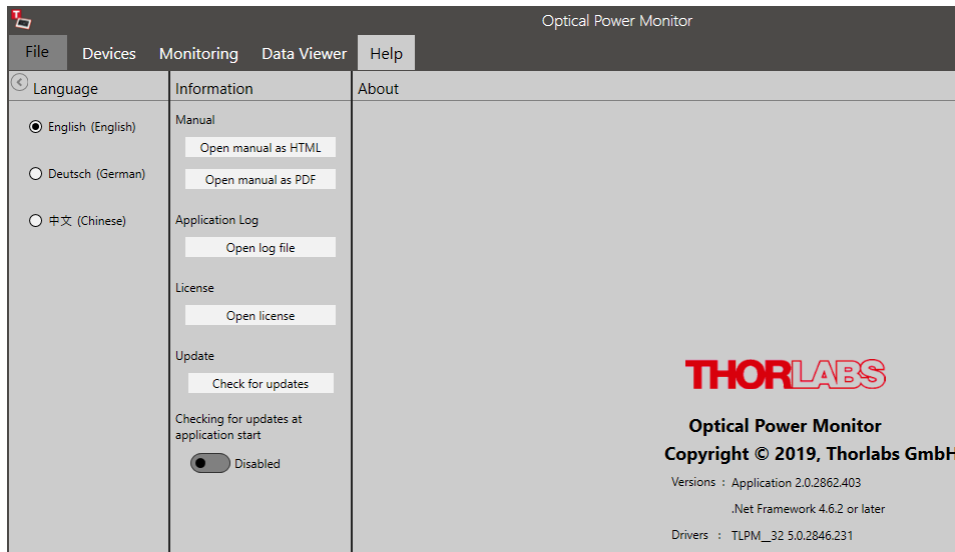 Optical Power Monitor
File Devices Monitoring Data Viewer Help
Language
English (English)
Deutsch (German)
中文 (Chinese)
Information
Manual
Open manual as HTML
Open manual as PDF
Application Log
Open log file
License
Open license
Update
Check for updates
Checking for updates at
application start
Disabled
About
THORLABS
Optical Power Monitor
Copyright © 2019, Thorlabs GmbH
Versions : Application 2.0.2862.403
.Net Framework 4.6.2 or later
Drivers : TLPM__32 5.0.2846.231